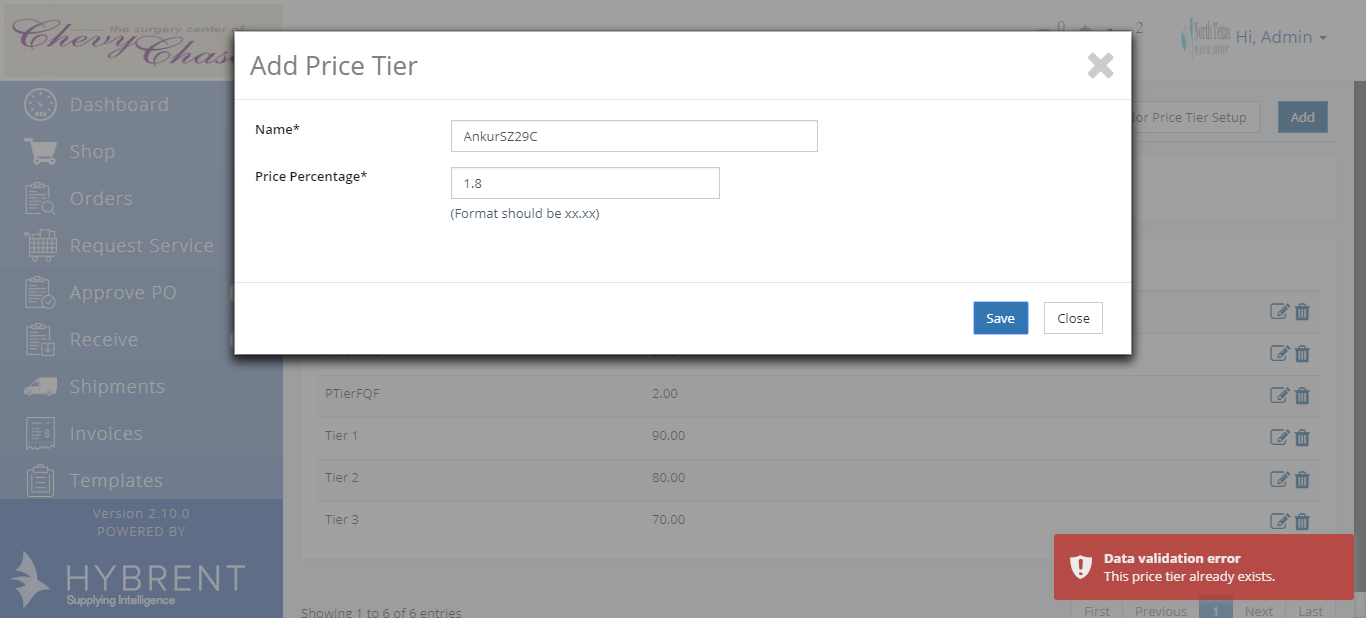 the surgery center of
Chevy Chase
0
2
North Texas
Hi, Admin
Add Price Tier
Name*
AnkurSZ29C
Price Percentage*
1.8
(Format should be xx.xx)
Save
Close
Price Tier Setup
Add
Dashboard
Shop
Orders
Request Service
Approve PO
Receive
Shipments
Invoices
Templates
Version 2.10.0
POWERED BY
HYBRENT
Supplying Intelligence
PTierFQF 2.00
Tier 1 90.00
Tier 2 80.00
Tier 3 70.00
Data validation error
This price tier already exists.
Showing 1 to 6 of 6 entries
First Previous 1 Next Last